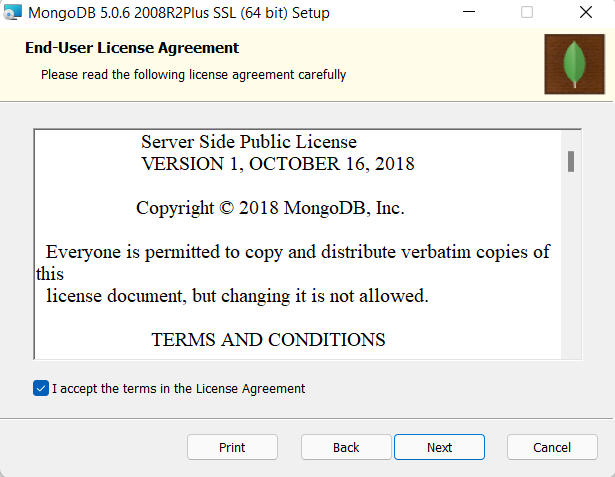 MongoDB 5.0.6 2008R2Plus SSL (64 bit) Setup
End-User License Agreement
Please read the following license agreement carefully
Server Side Public License
VERSION 1, OCTOBER 16, 2018
Copyright © 2018 MongoDB, Inc.
Everyone is permitted to copy and distribute verbatim copies of
this
license document, but changing it is not allowed.
TERMS AND CONDITIONS
I accept the terms in the License Agreement
Print
Back
Next
Cancel